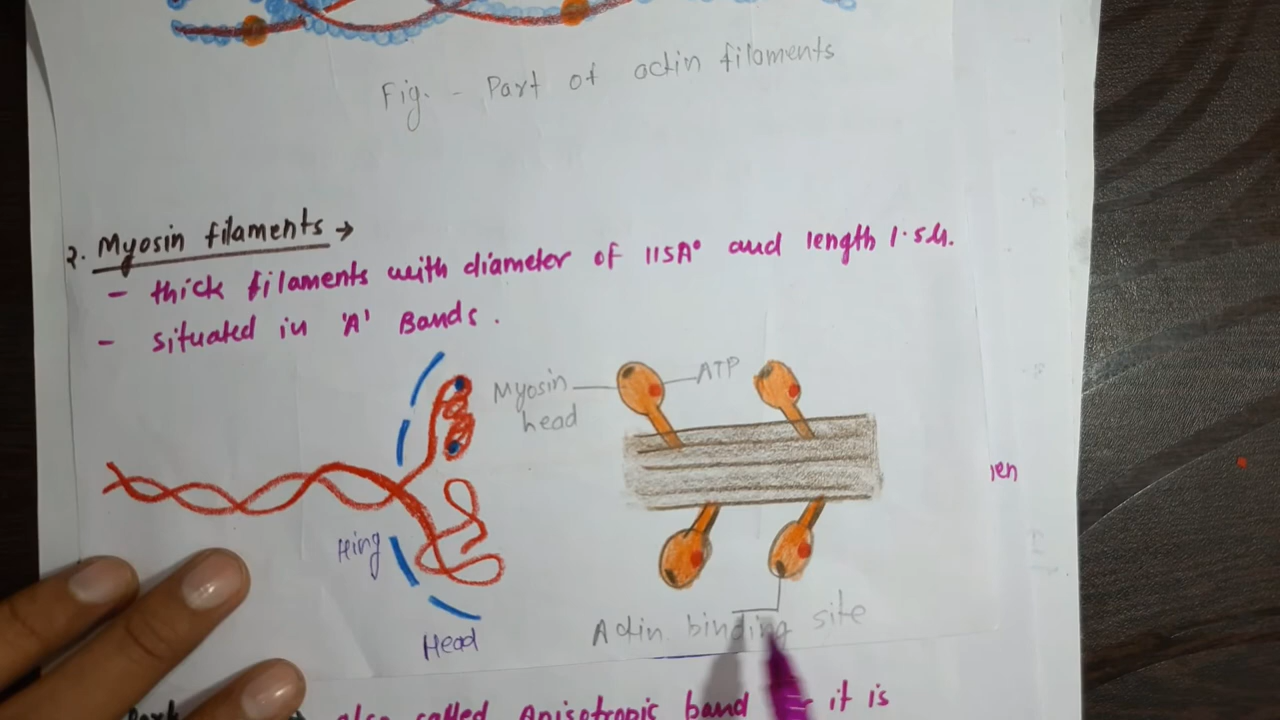 Fig. - Part of actin filaments
2. Myosin filaments →
- thick filaments with diameter of 115A° and length 1.5µ.
- situated in 'A' Bands.
Myosin head
ATP
Hing
Head
Actin binding site
also called Anisotropic band it is